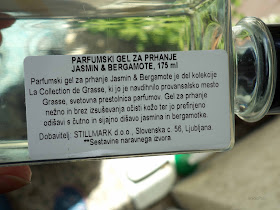 PARFUMSKI GEL ZA PRHANJE
JASMIN & BERGAMOTE, 175 ml
Parfumski gel za prhanje Jasmin & Bergamote je del kolekcije
La Collection de Grasse, ki jo je navdihnilo provansalsko mesto
Grasse, svetovna prestolnica parfumov. Gel za prhanje
nežno in brez izsuševanja očisti kožo ter jo prefinjeno
odišavi s čutno in sijajno dišavo jasmina in bergamotke.
Dobavitelj: STILLMARK d.o.o., Slovenska c. 56, Ljubljana.
**Sestavine naravnega izvora